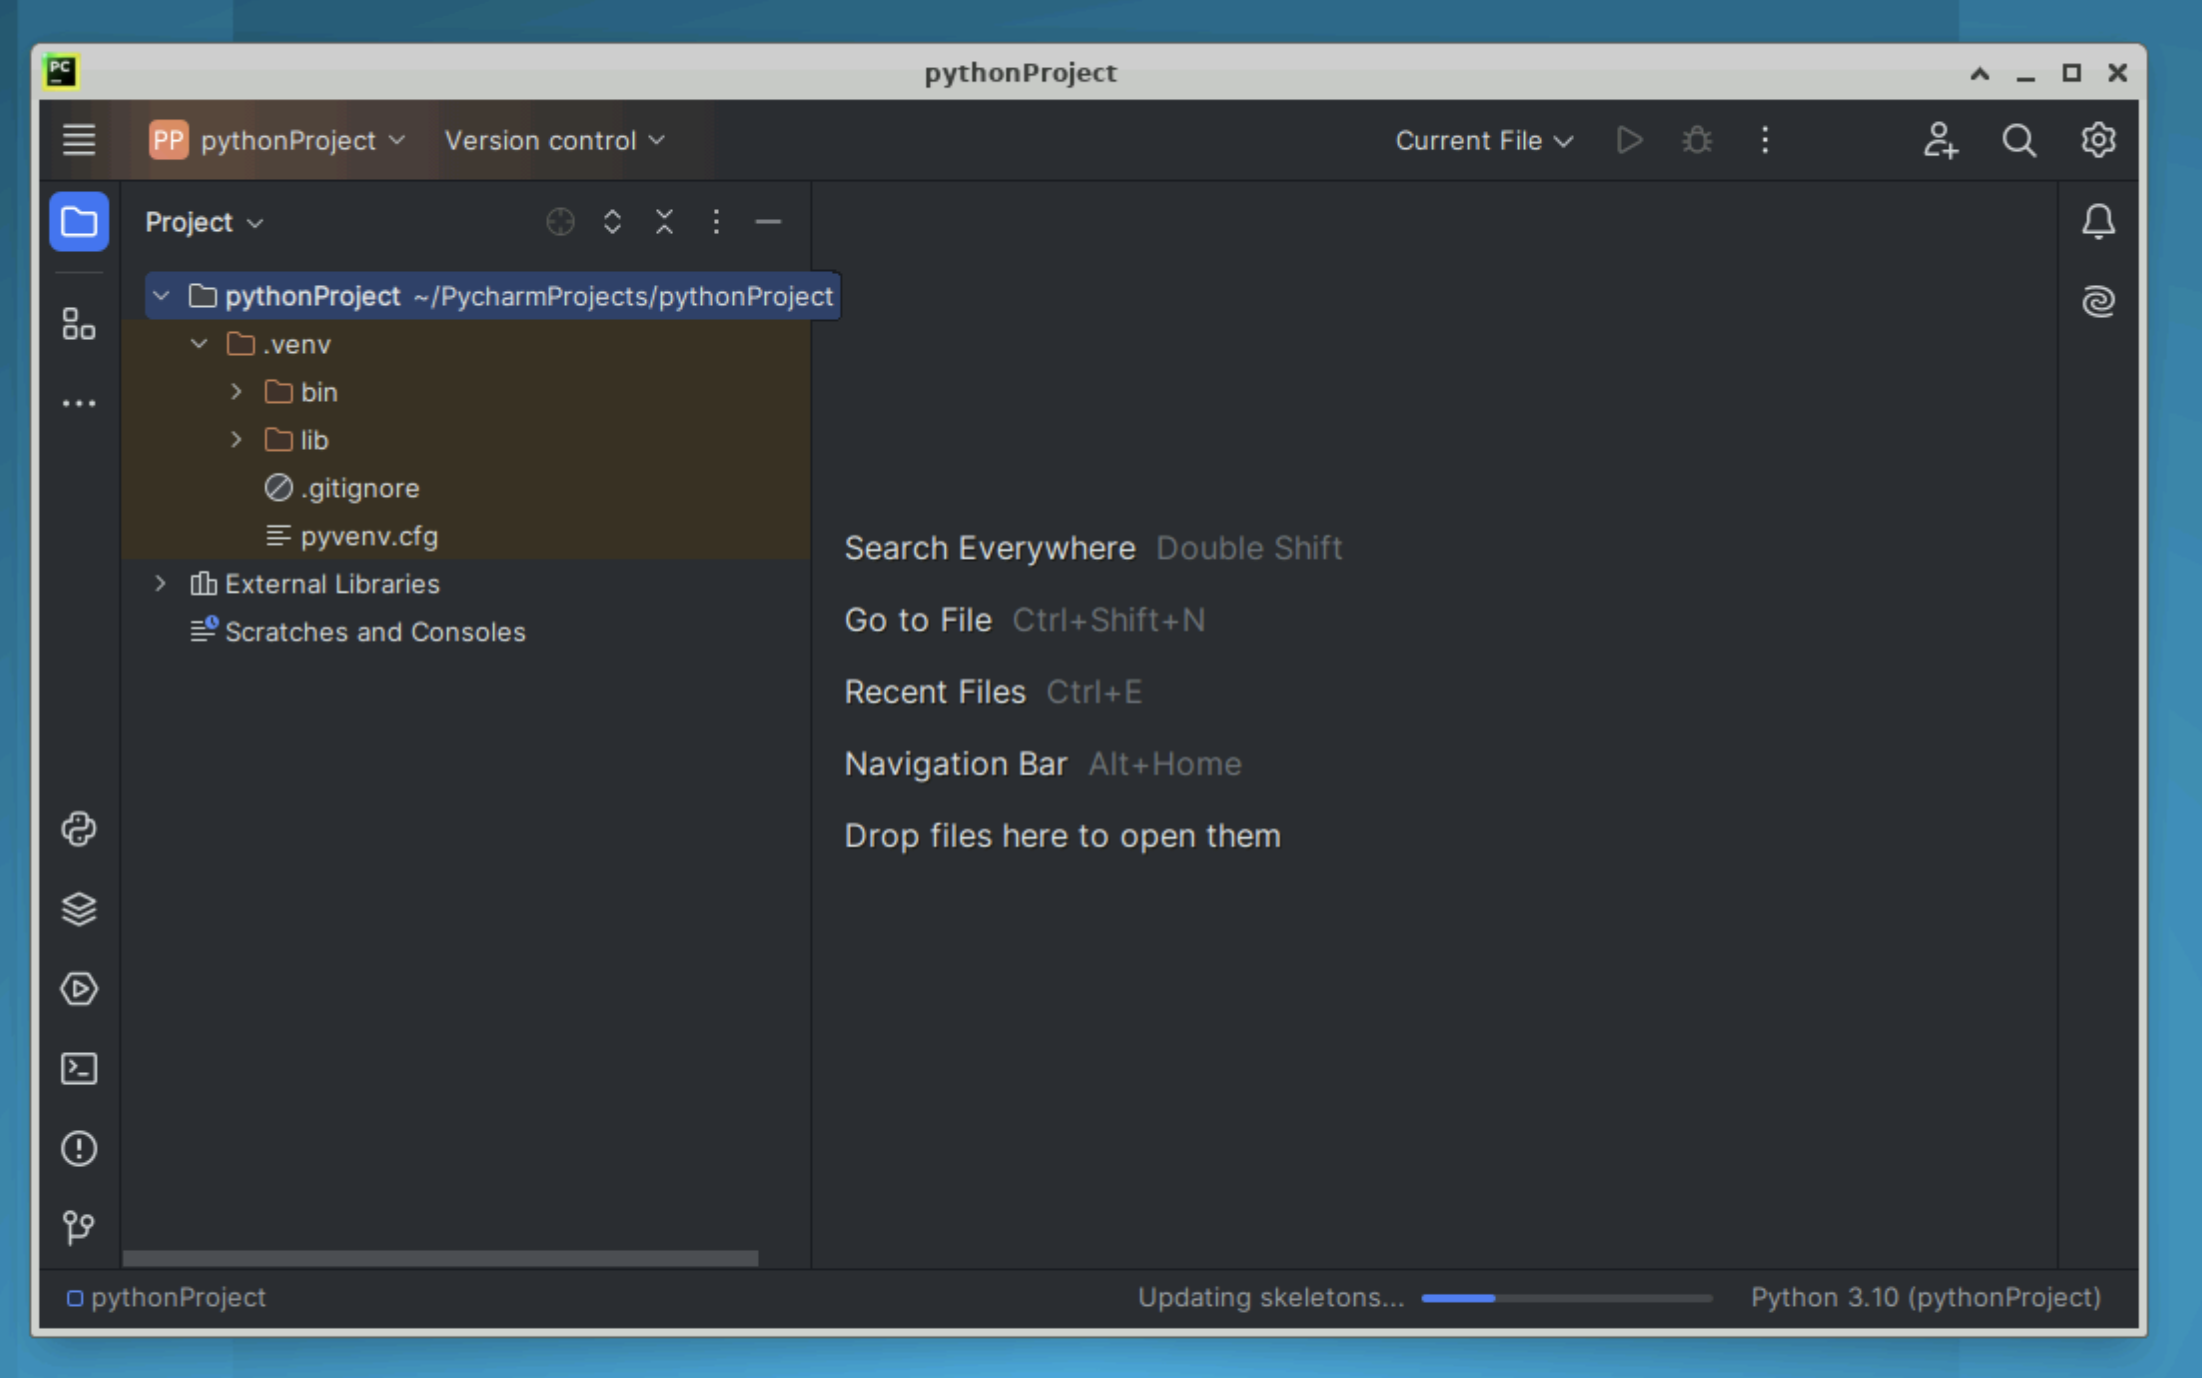 PC
pythonProject
PP pythonProject Version control Current File
Project
pythonProject ~/PycharmProjects/pythonProject
.venv
bin
lib
.gitignore
pyvenv.cfg
External Libraries
Scratches and Consoles
Search Everywhere Double Shift
Go to File Ctrl+Shift+N
Recent Files Ctrl+E
Navigation Bar Alt+Home
Drop files here to open them
pythonProject Updating skeletons... Python 3.10 (pythonProject)